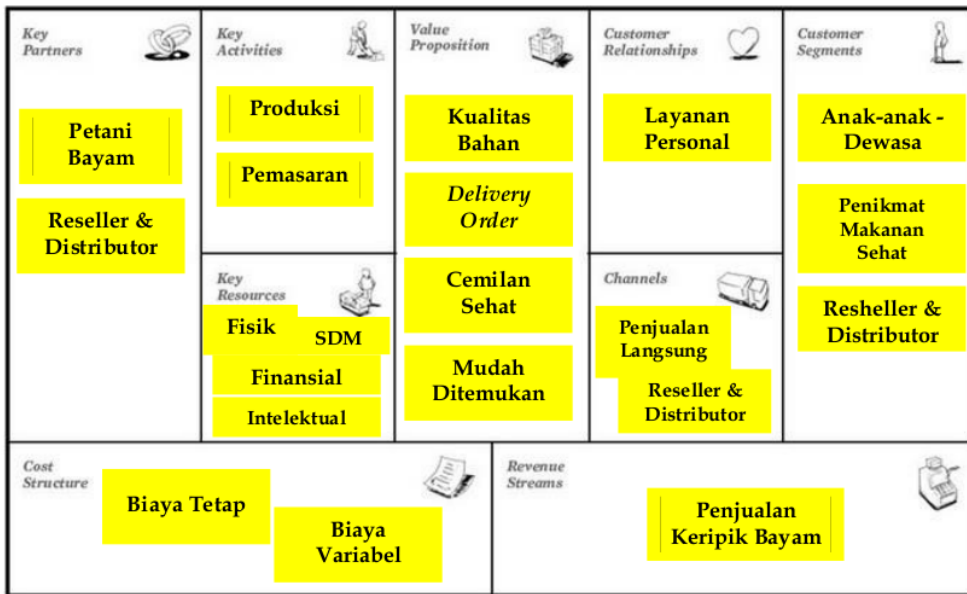 Key
Partners
Petani
Bayam
Reseller &
Distributor
Key
Activities
Produksi
Pemasaran
Key
Resources
Fisik
SDM
Finansial
Intelektual
Value
Proposition
Kualitas
Bahan
Delivery
Order
Cemilan
Sehat
Mudah
Ditemukan
Customer
Relationships
Layanan
Personal
Channels
Penjualan
Langsung
Reseller &
Distributor
Customer
Segments
Anak-anak -
Dewasa
Penikmat
Makanan
Sehat
Resheller &
Distributor
Cost
Structure
Biaya Tetap
Biaya
Variabel
Revenue
Streams
Penjualan
Keripik Bayam